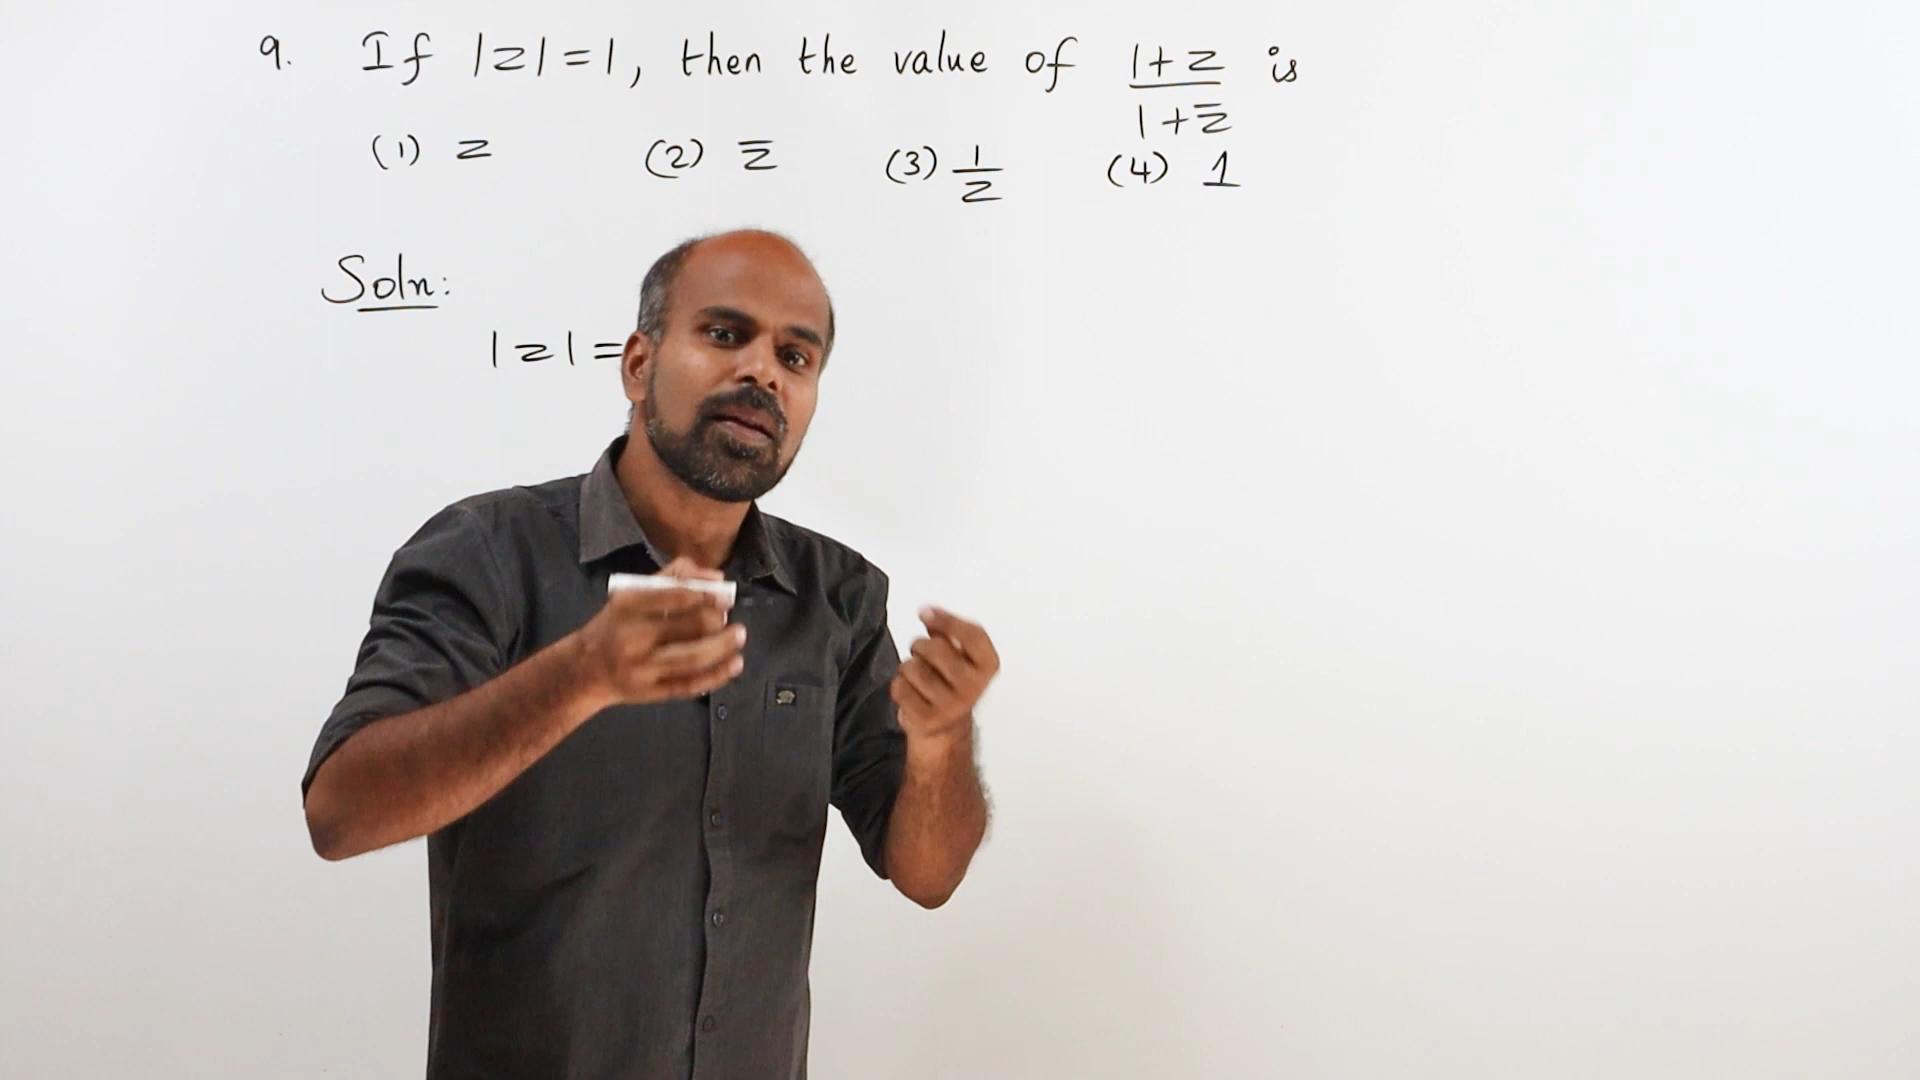 9. If |z|=1, then the value of (1+z)/(1+z̅) is
(1) z (2) z̅ (3) 1/z (4) 1
Soln:
|z| =